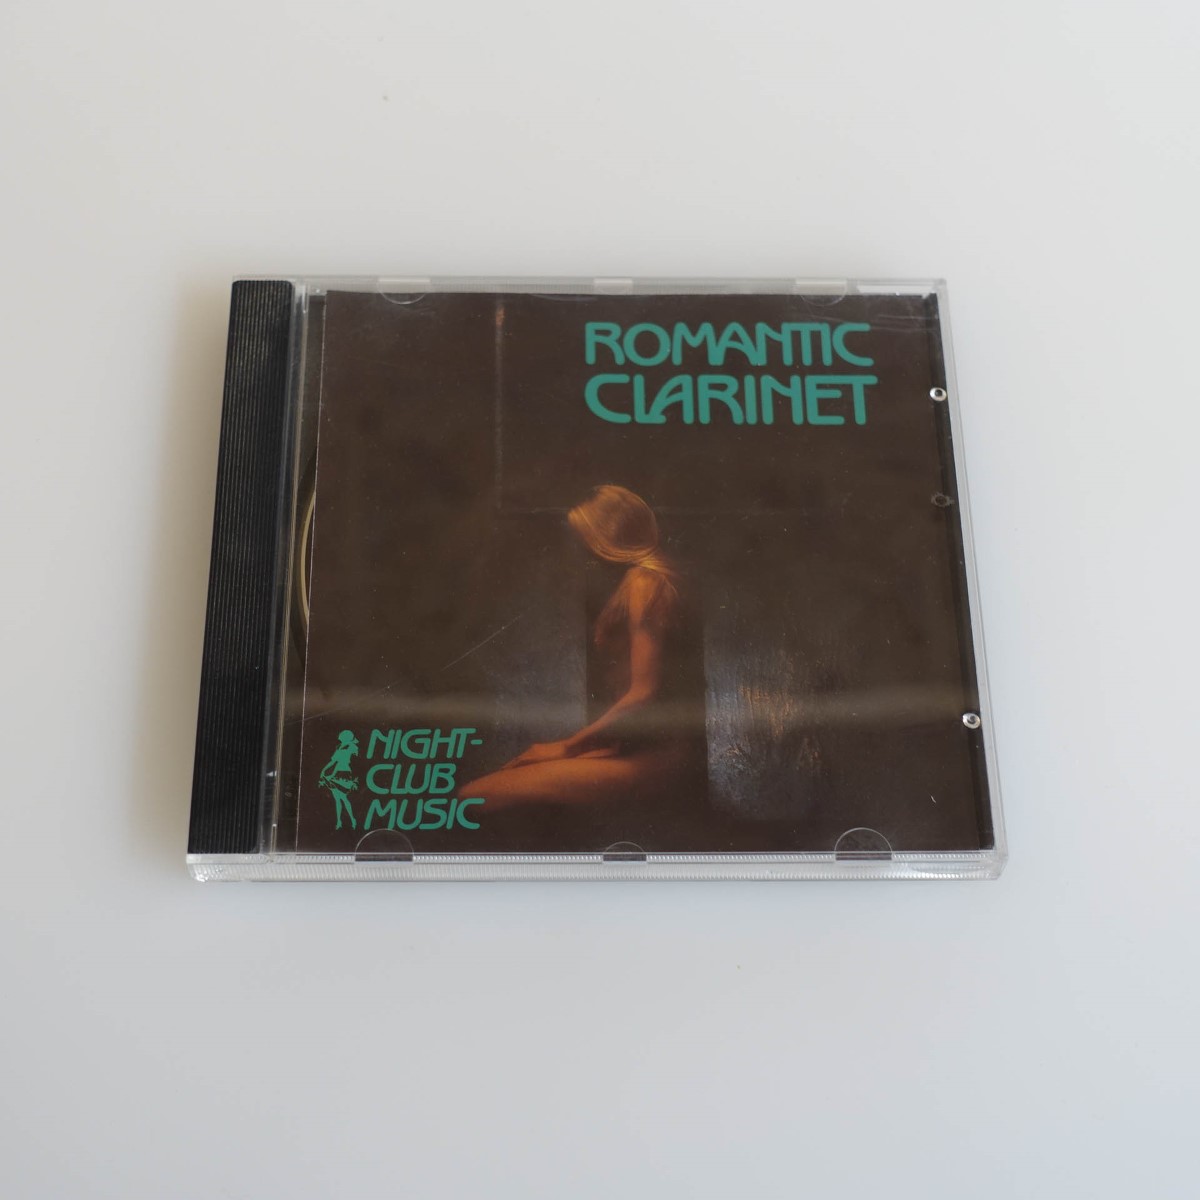 ROMANTIC
CLARINET
NIGHT-
CLUB
MUSIC